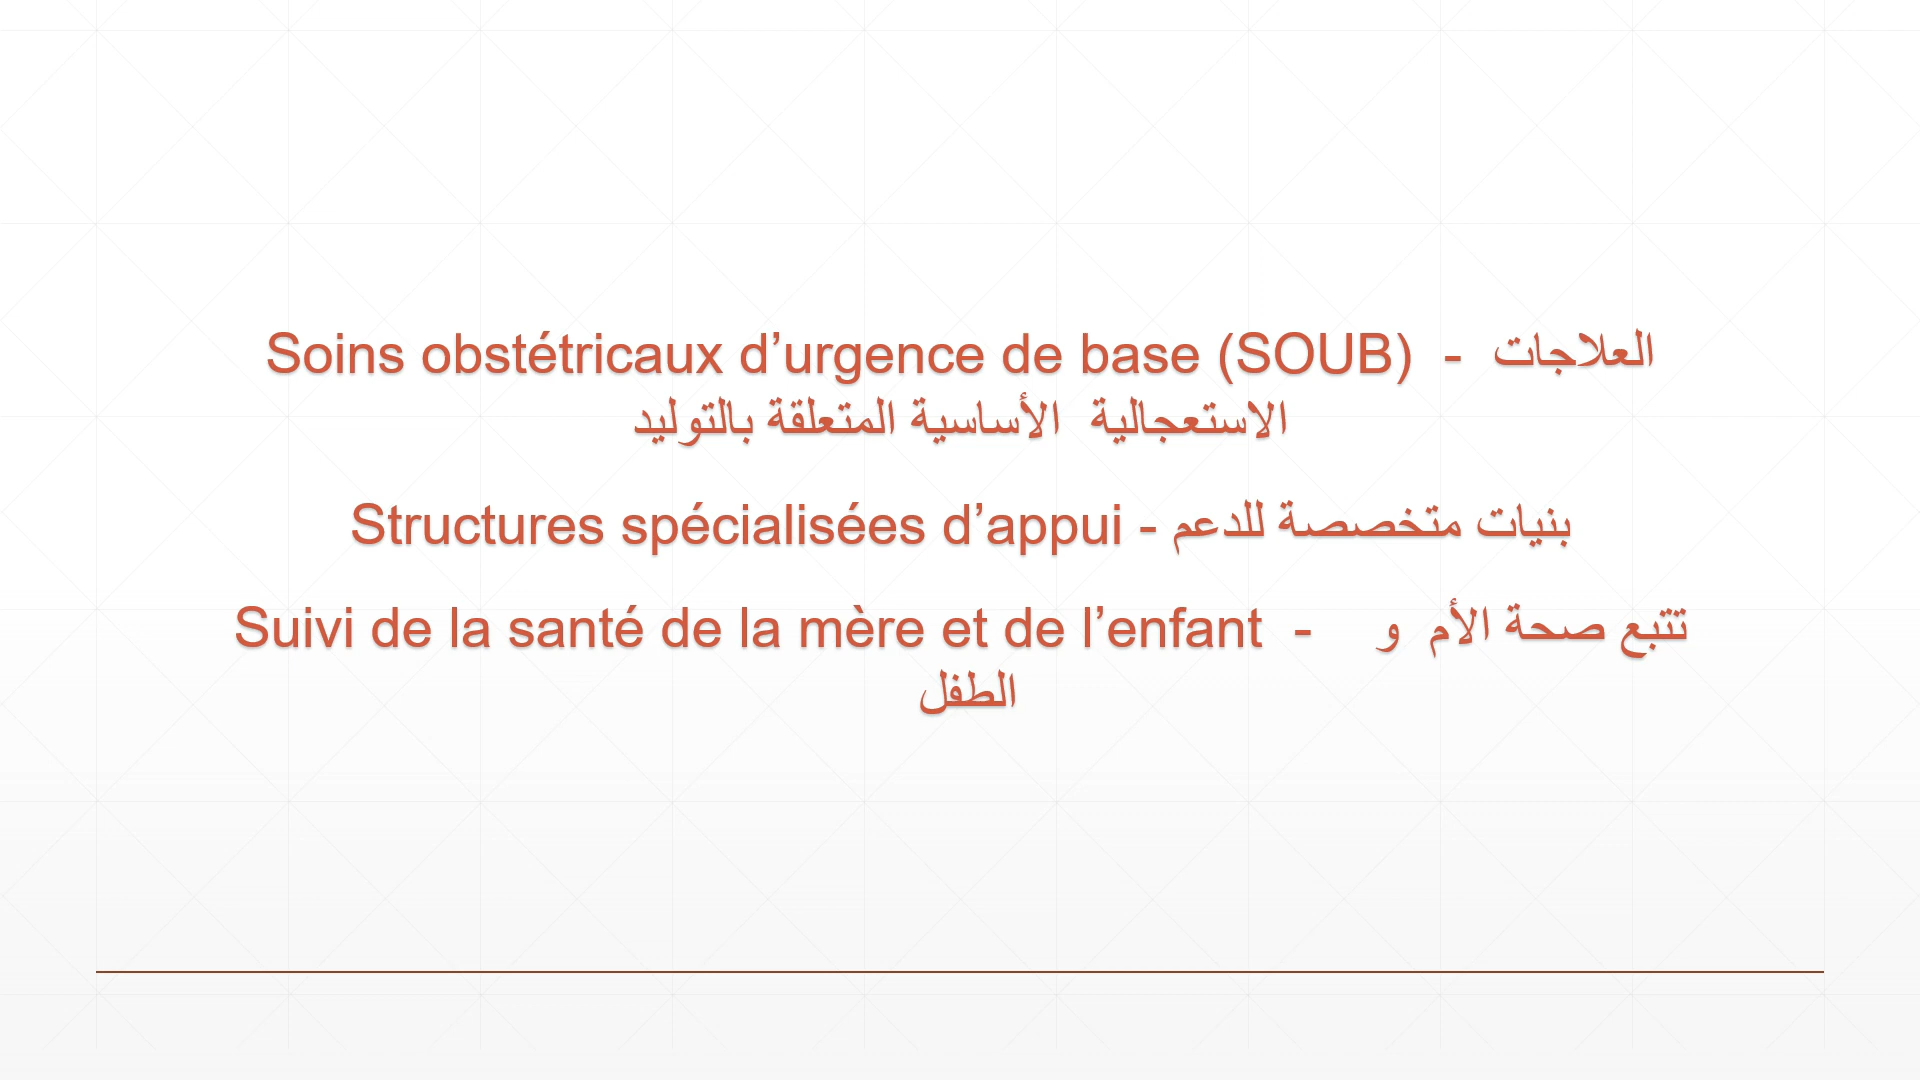 Soins obstétricaux d’urgence de base (SOUB) - العلاجات
الاستعجالية الأساسية المتعلقة بالتوليد
Structures spécialisées d’appui - بنيات متخصصة للدعم
Suivi de la santé de la mère et de l’enfant - تتبع صحة الأم و
الطفل